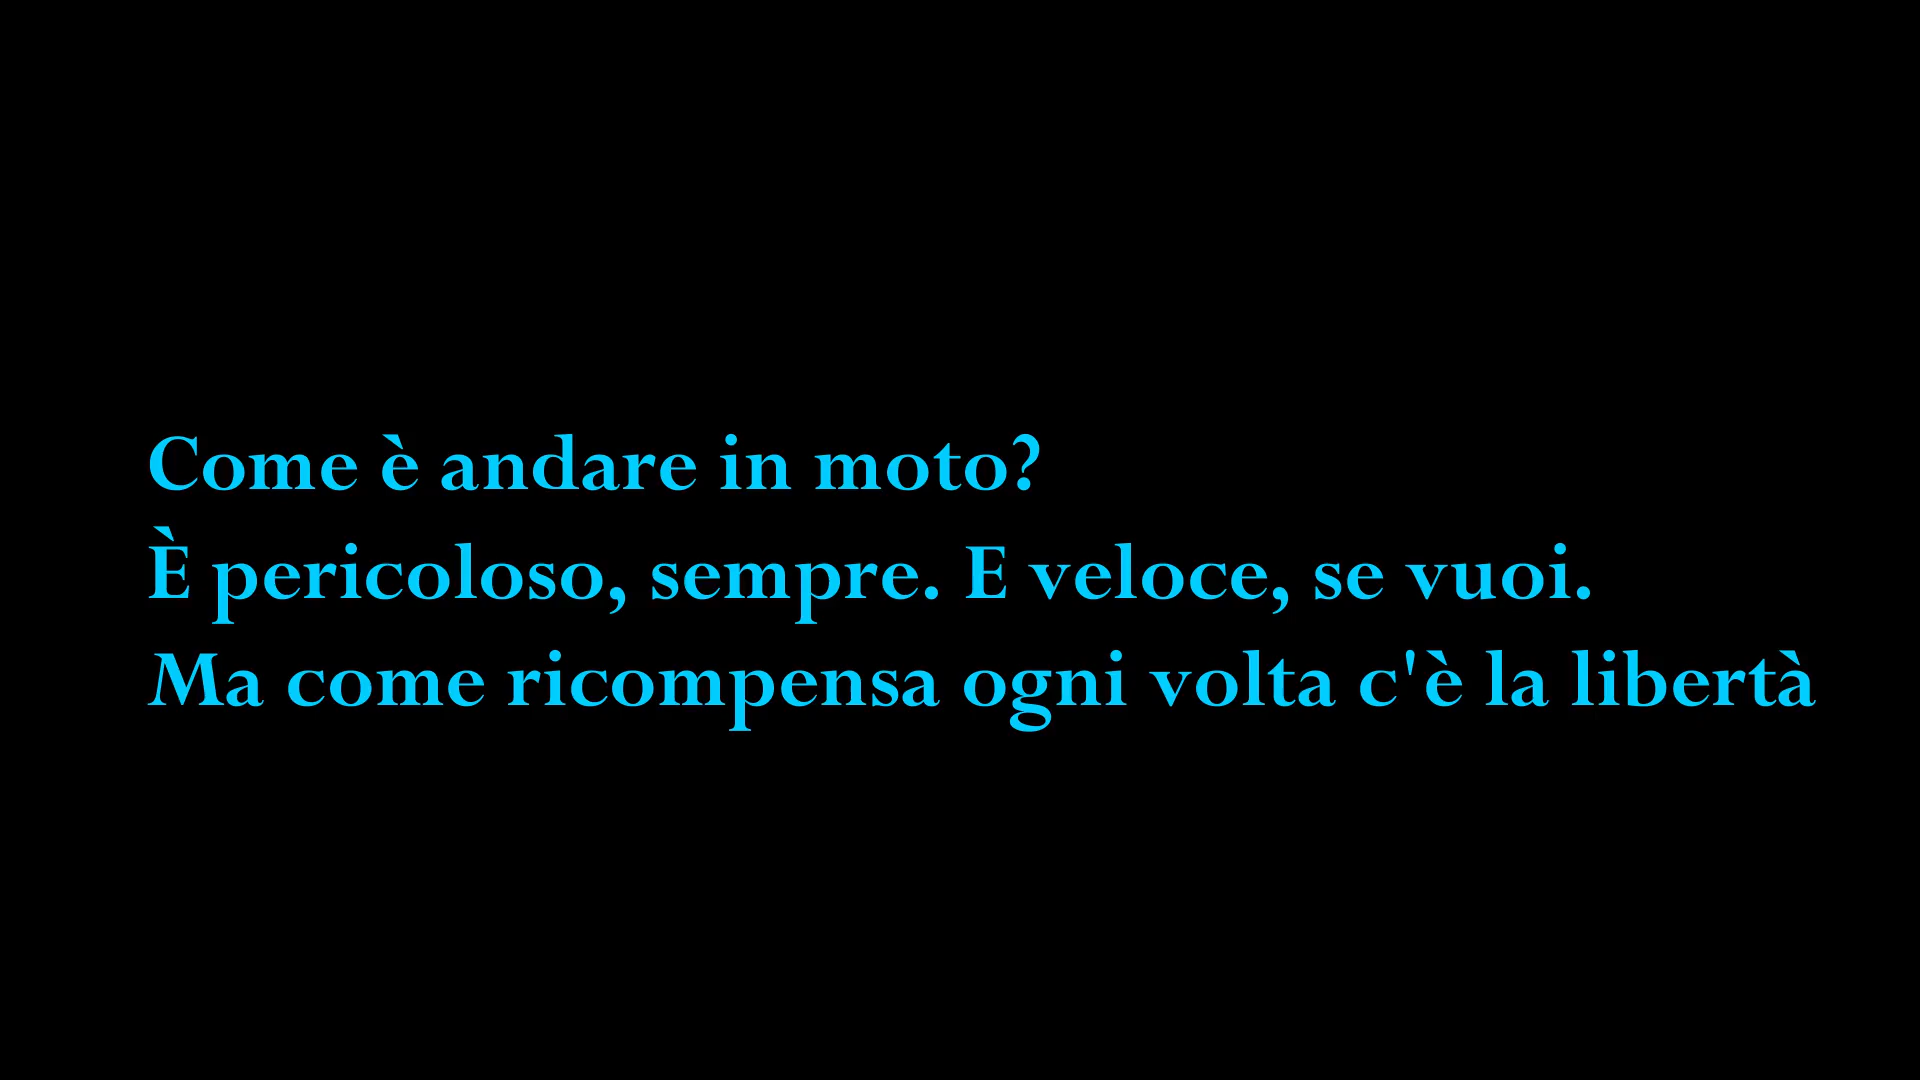 Come è andare in moto?
È pericoloso, sempre. E veloce, se vuoi.
Ma come ricompensa ogni volta c'è la libertà